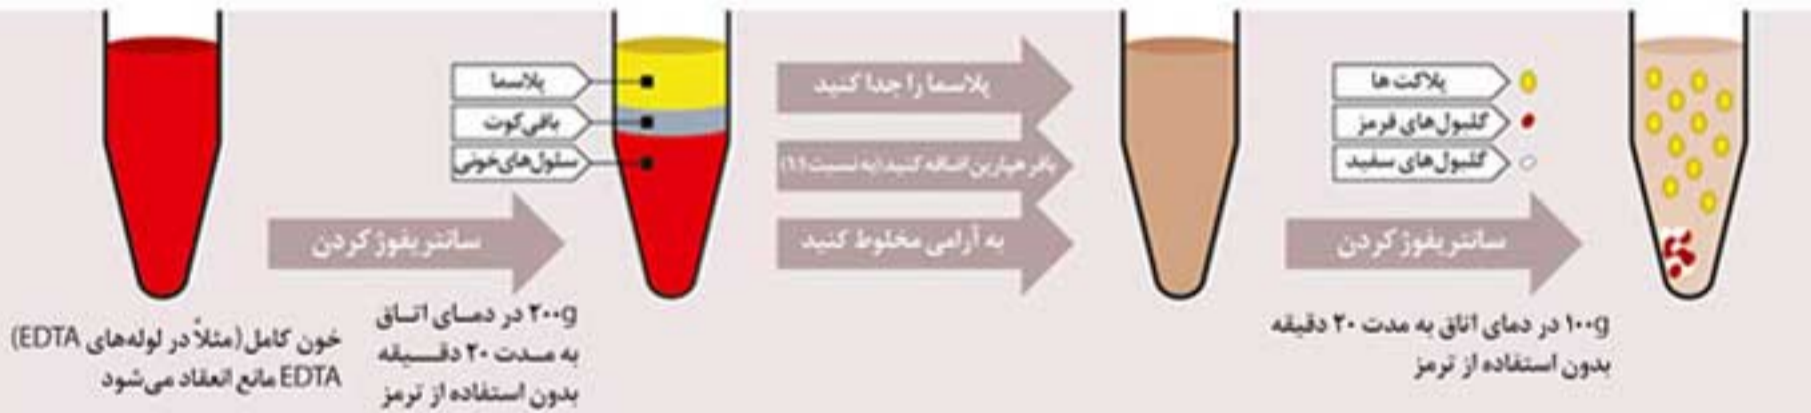 خون کامل (مثلاً در لوله‌های EDTA)
EDTA مانع انعقاد می‌شود
سانتریفوژ کردن
۲۰۰g در دمای اتاق
به مدت ۲۰ دقیقه
بدون استفاده از ترمز
پلاسما
بافی‌کوت
سلول‌های خونی
پلاسما را جدا کنید
بافر هپارین اضافه کنید (به نسبت ۱:۱)
به آرامی مخلوط کنید
سانتریفوژ کردن
۱۰۰g در دمای اتاق به مدت ۲۰ دقیقه
بدون استفاده از ترمز
پلاکت ها
گلبول‌های قرمز
گلبول‌های سفید